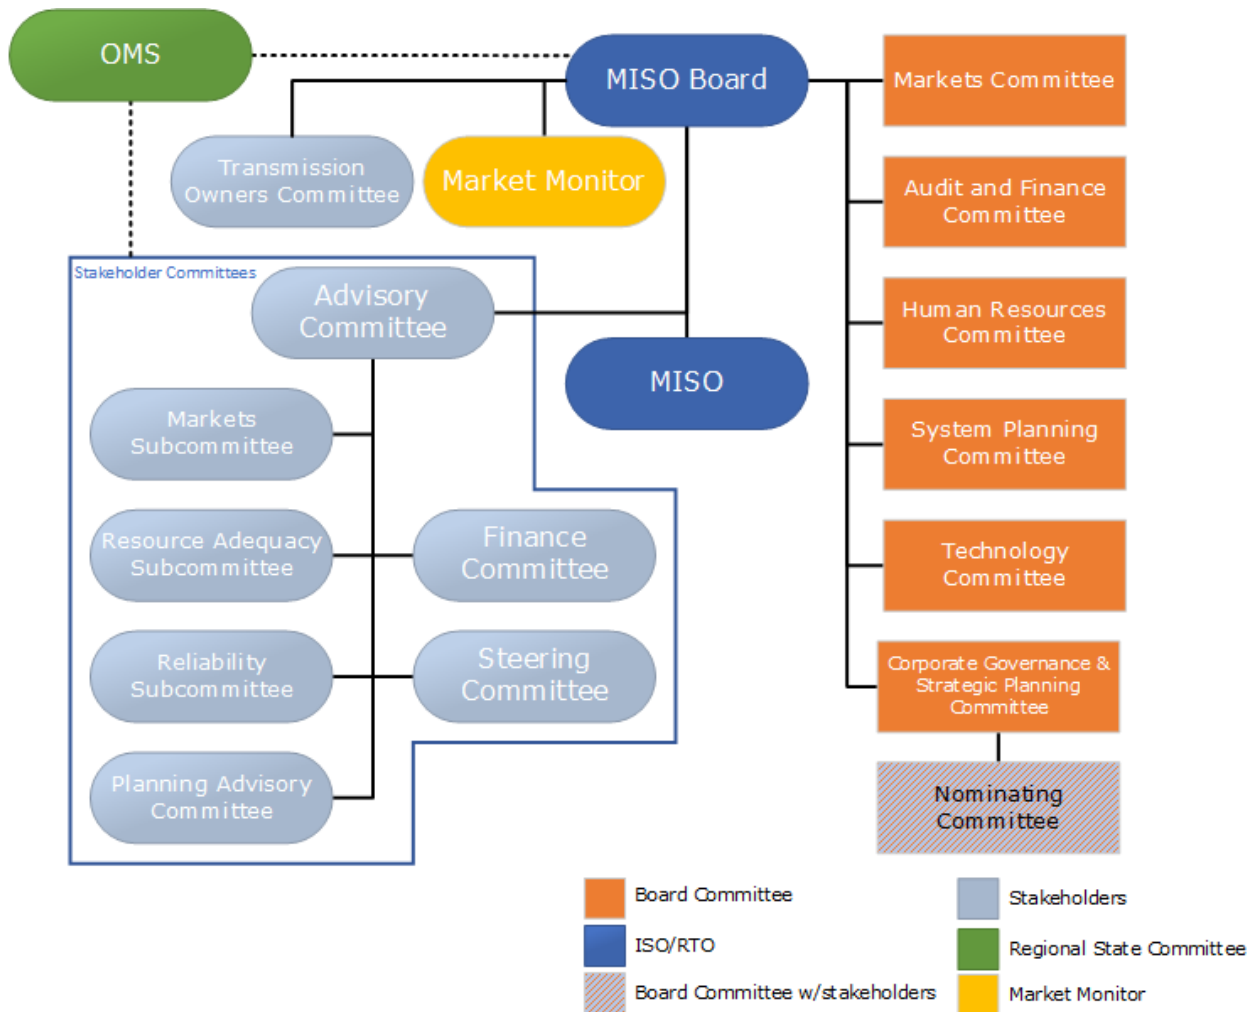 OMS
MISO Board
Markets Committee
Transmission
Owners Committee
Market Monitor
Audit and Finance
Committee
Stakeholder Committees
Advisory
Committee
Human Resources
Committee
MISO
Markets
Subcommittee
System Planning
Committee
Resource Adequacy
Subcommittee
Finance
Committee
Technology
Committee
Reliability
Subcommittee
Steering
Committee
Corporate Governance &
Strategic Planning
Committee
Planning Advisory
Committee
Nominating
Committee
Board Committee
Stakeholders
ISO/RTO
Regional State Committee
Board Committee w/stakeholders
Market Monitor